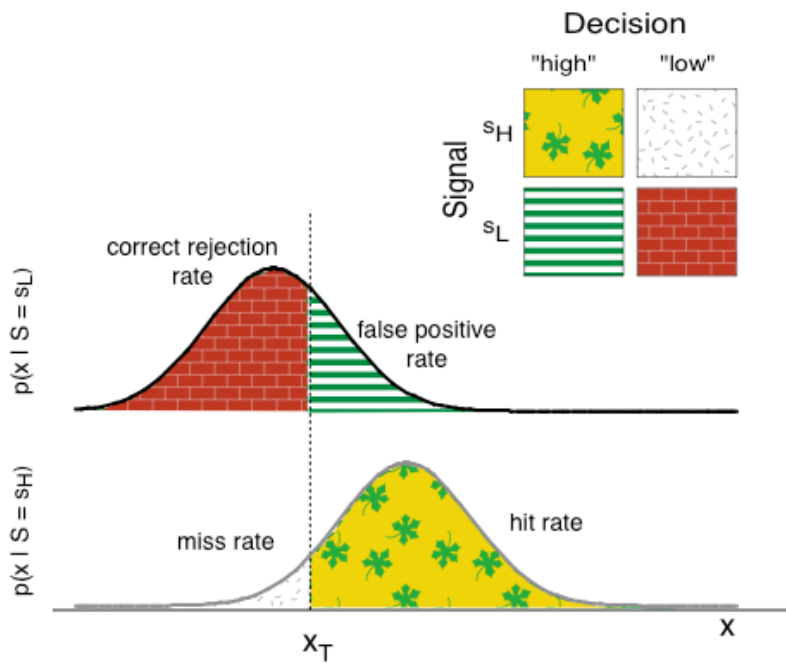 Decision
"high" "low"
Signal
sH
sL
correct rejection
rate
false positive
rate
p(x | S = sL)
miss rate
hit rate
p(x | S = sH)
xT
x